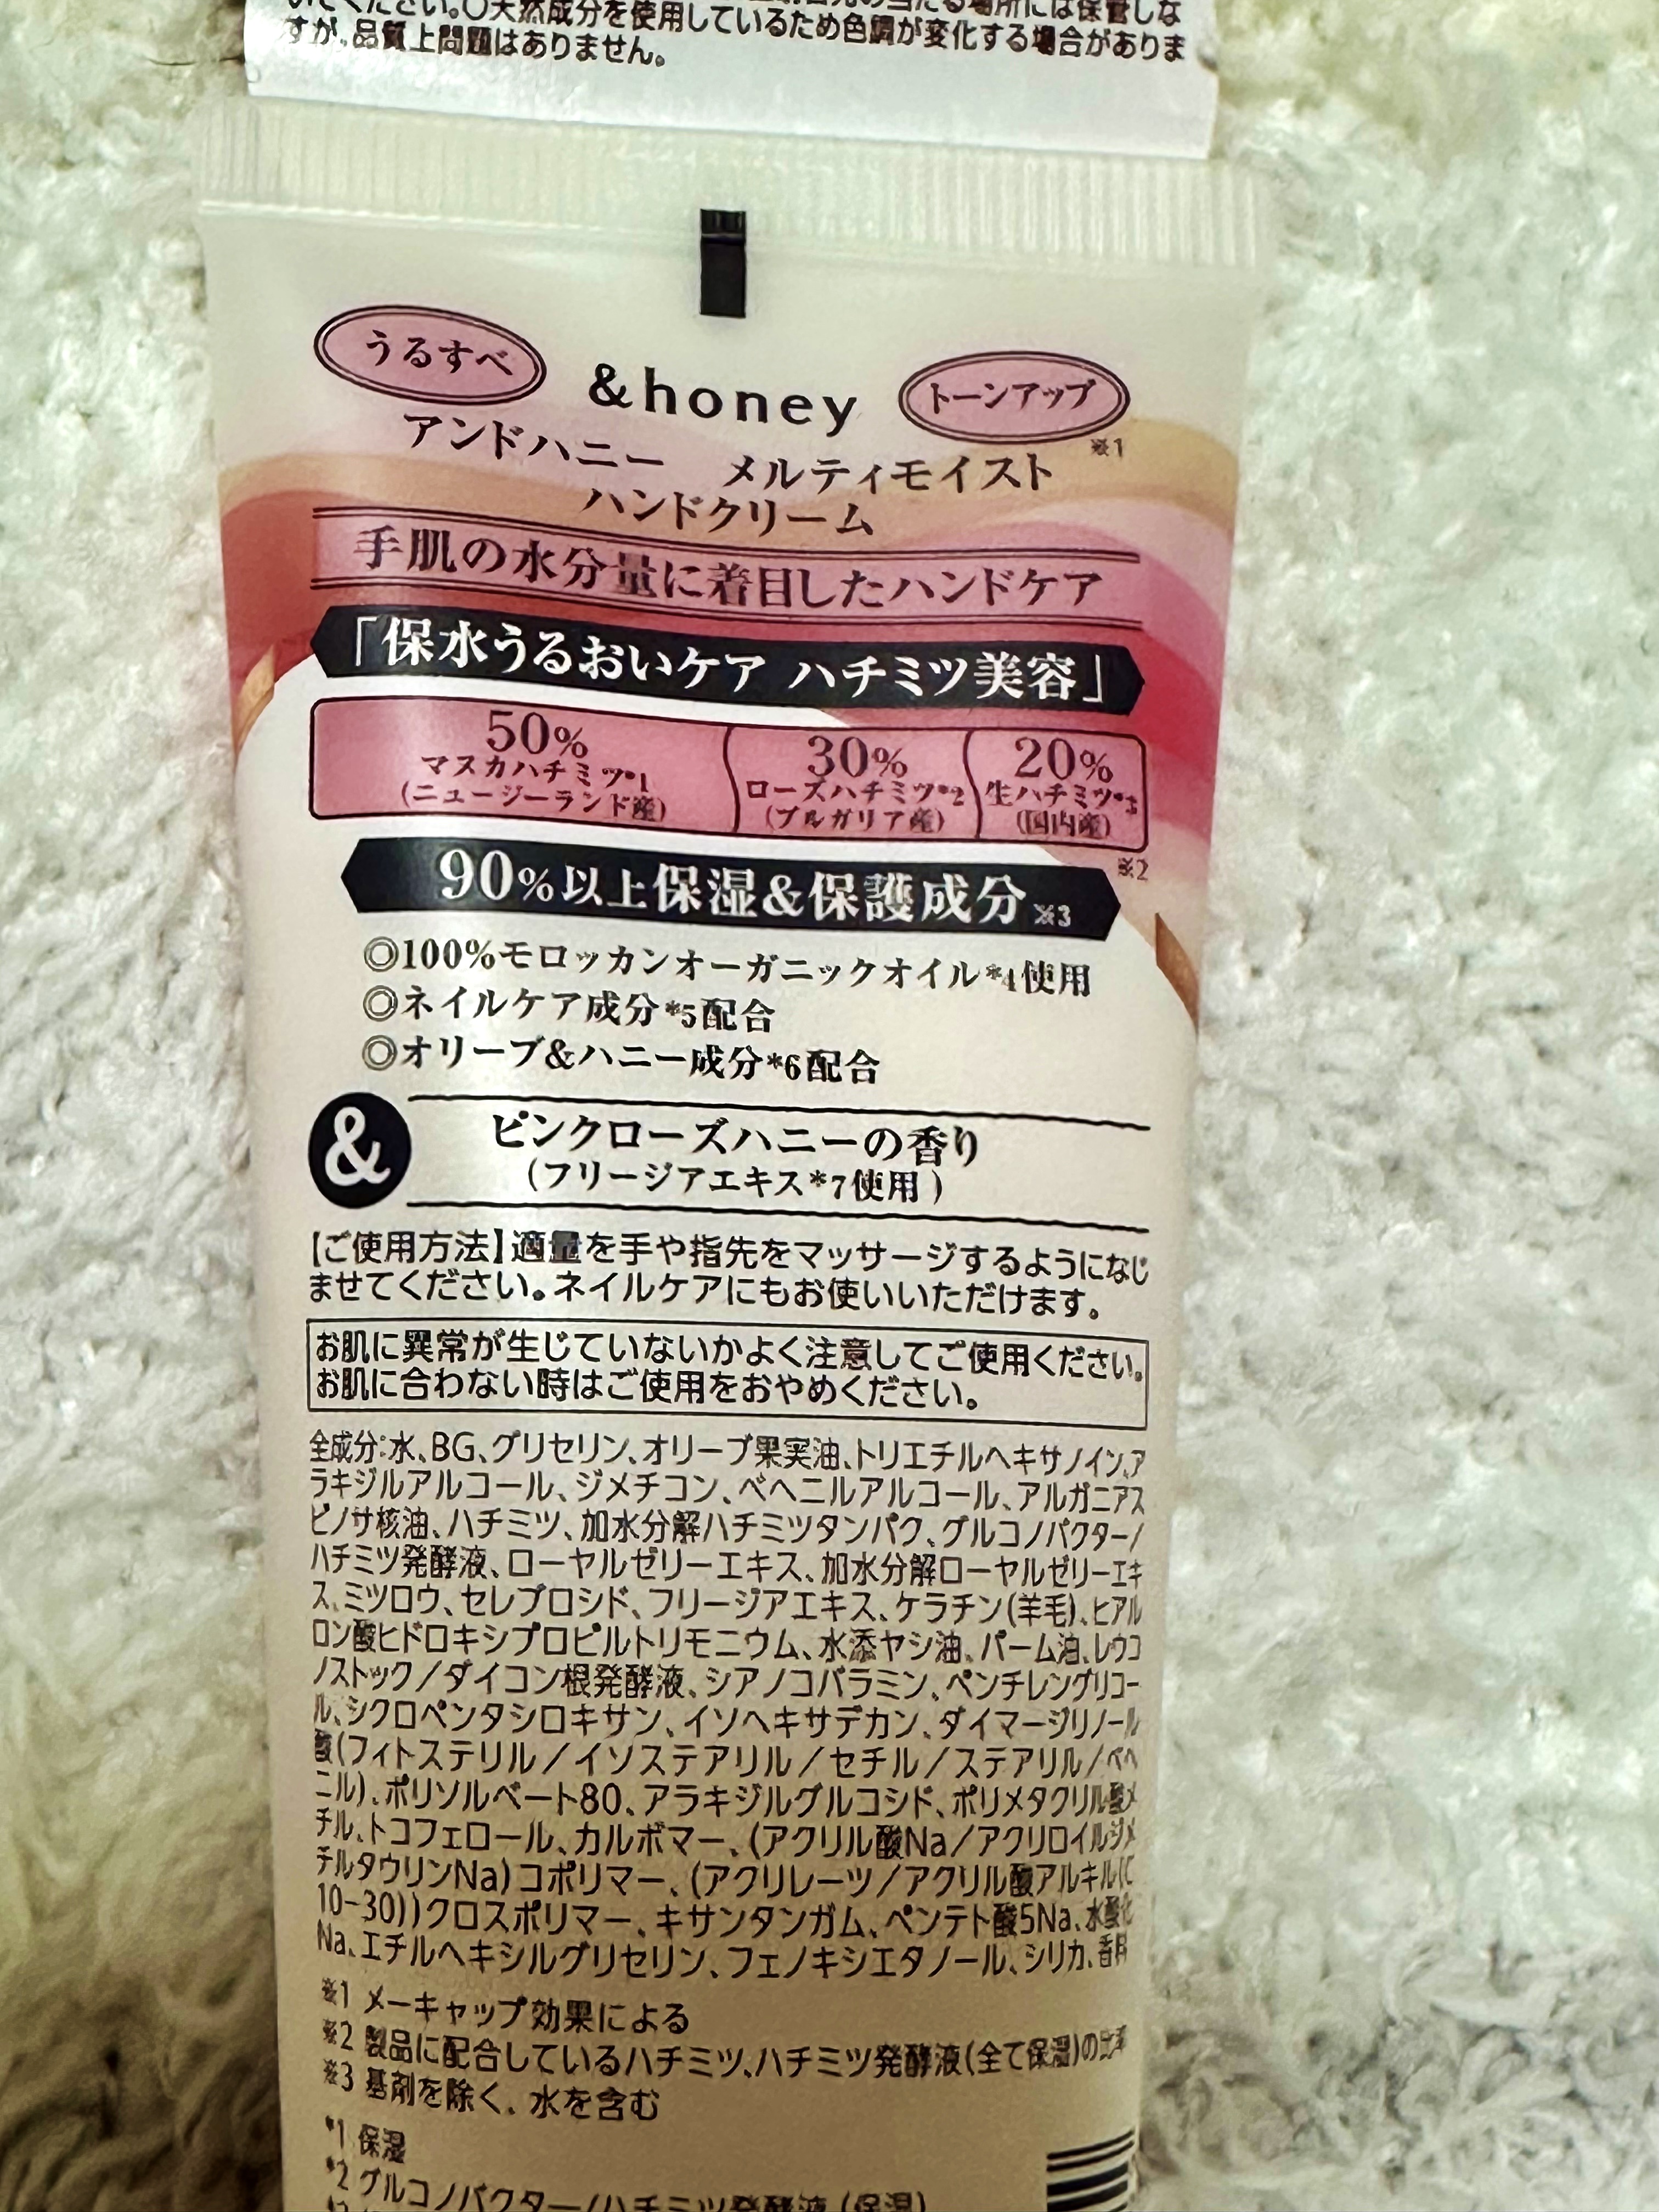 ○天然成分を使用しているため色調が変化する場合がありま
すが、品質上問題はありません。
うるすべ
&honey
トーンアップ
※1
アンドハニー メルティモイスト
ハンドクリーム
手肌の水分量に着目したハンドケア
「保水うるおいケア ハチミツ美容」
50% 30% 20%
マヌカハチミツ*1 ローズハチミツ*2 生ハチミツ*3
(ニュージーランド産) (ブルガリア産) (国内産)
※2
90%以上保湿&保護成分※3
◎100%モロッカンオーガニックオイル*4使用
◎ネイルケア成分*5配合
◎オリーブ&ハニー成分*6配合
&
ピンクローズハニーの香り
(フリージアエキス*7使用)
【ご使用方法】適量を手や指先をマッサージするようになじ
ませてください。ネイルケアにもお使いいただけます。
お肌に異常が生じていないかよく注意してご使用ください。
お肌に合わない時はご使用をおやめください。
全成分:水、BG、グリセリン、オリーブ果実油、トリエチルヘキサノイン、ア
ラキジルアルコール、ジメチコン、ベヘニルアルコール、アルガニアス
ピノサ核油、ハチミツ、加水分解ハチミツタンパク、グルコノバクター/
ハチミツ発酵液、ローヤルゼリーエキス、加水分解ローヤルゼリーエキ
ス、ミツロウ、セレブロシド、フリージアエキス、ケラチン(羊毛)、ヒアル
ロン酸ヒドロキシプロピルトリモニウム、水添ヤシ油、パーム油、レウコ
ノストック/ダイコン根発酵液、シアノコバラミン、ペンチレングリコー
ル、シクロペンタシロキサン、イソヘキサデカン、ダイマージリノール
酸(フィトステリル/イソステアリル/セチル/ステアリル/ベヘ
ニル)、ポリソルベート80、アラキジルグルコシド、ポリメタクリル酸メ
チル、トコフェロール、カルボマー、(アクリル酸Na/アクリロイルジメ
チルタウリンNa)コポリマー、(アクリレーツ/アクリル酸アルキル(C
10-30))クロスポリマー、キサンタンガム、ペンテト酸5Na、水酸化
Na、エチルヘキシルグリセリン、フェノキシエタノール、シリカ、香料
※1 メーキャップ効果による
※2 製品に配合しているハチミツ、ハチミツ発酵液(全て保湿)の比率
※3 基剤を除く、水を含む
*1 保湿
*2 グルコノバクター/ハチミツ発酵液(保湿)